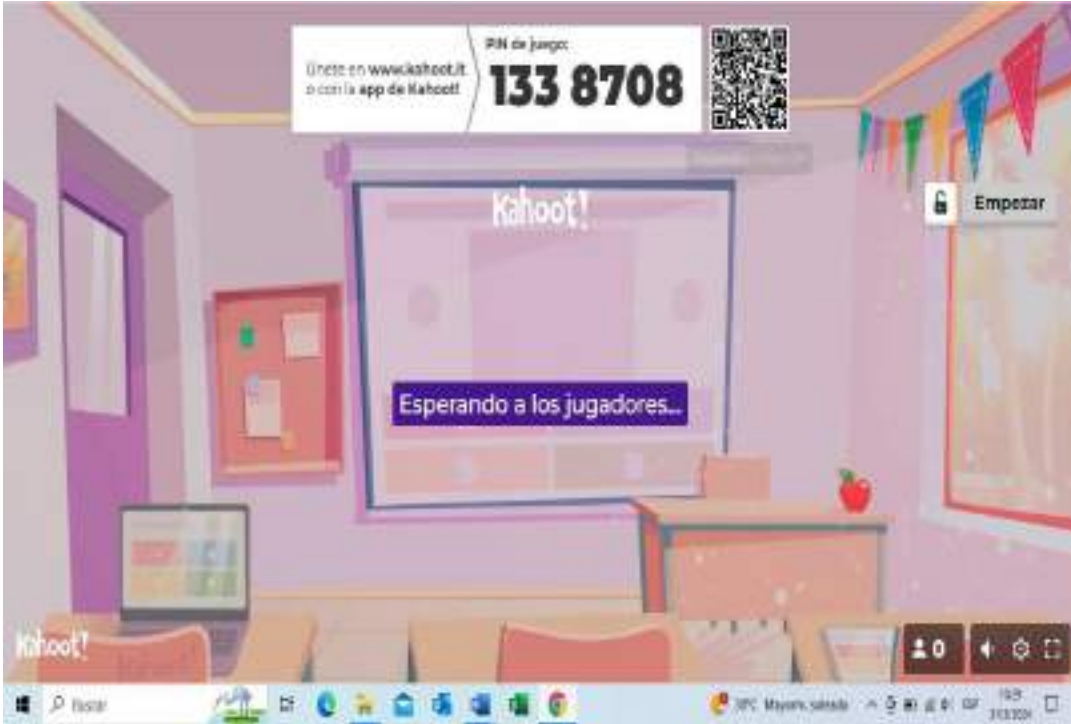 PIN de juego:
Únete en www.kahoot.it
o con la app de Kahoot!
133 8708
Kahoot!
Empezar
Esperando a los jugadores...
Kahoot!
0
Buscar